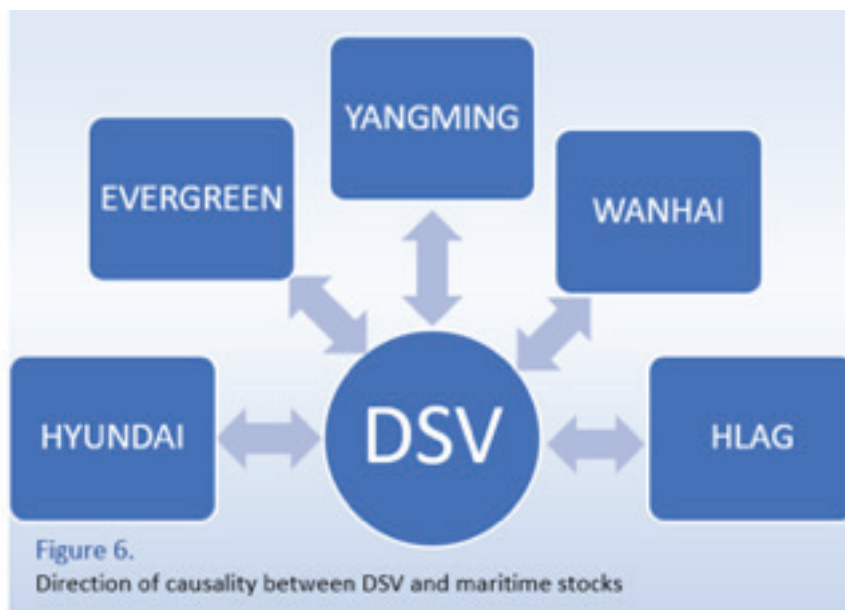 YANGMING
EVERGREEN
WANHAI
HYUNDAI
DSV
HLAG
Figure 6.
Direction of causality between DSV and maritime stocks